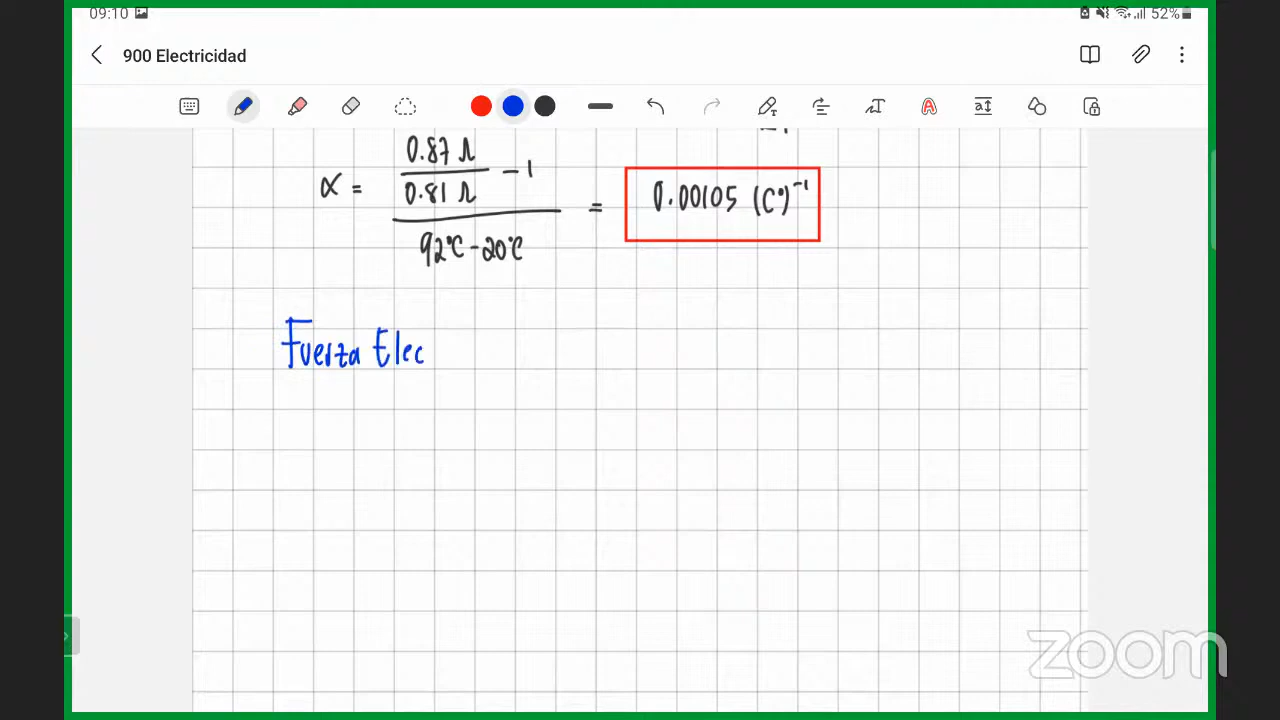 09:10 52%
900 Electricidad
α = 0.87 Ω / 0.81 Ω - 1 = 0.00105 (C°)⁻¹
92°C - 20°C
Fuerza Elec
zoom